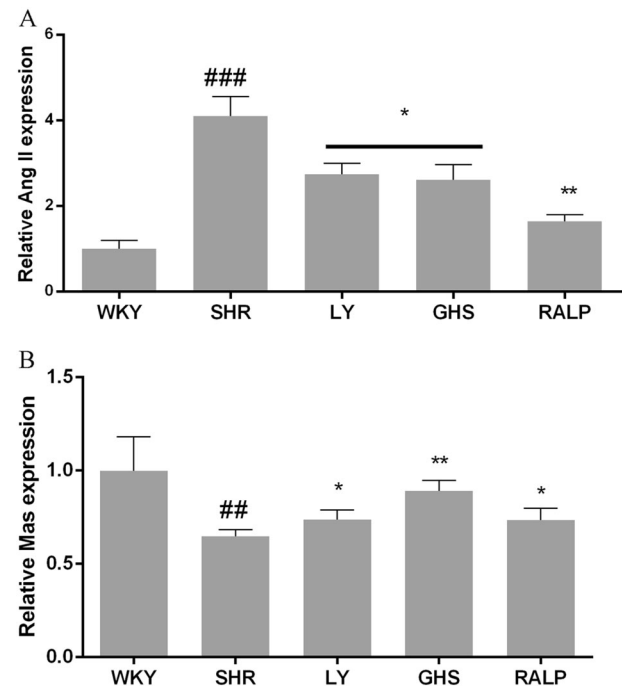 A
Relative Ang II expression
6
4
2
0
###
*
**
WKY SHR LY GHS RALP
B
Relative Mas expression
1.5
1.0
0.5
0.0
##
*
**
*
WKY SHR LY GHS RALP